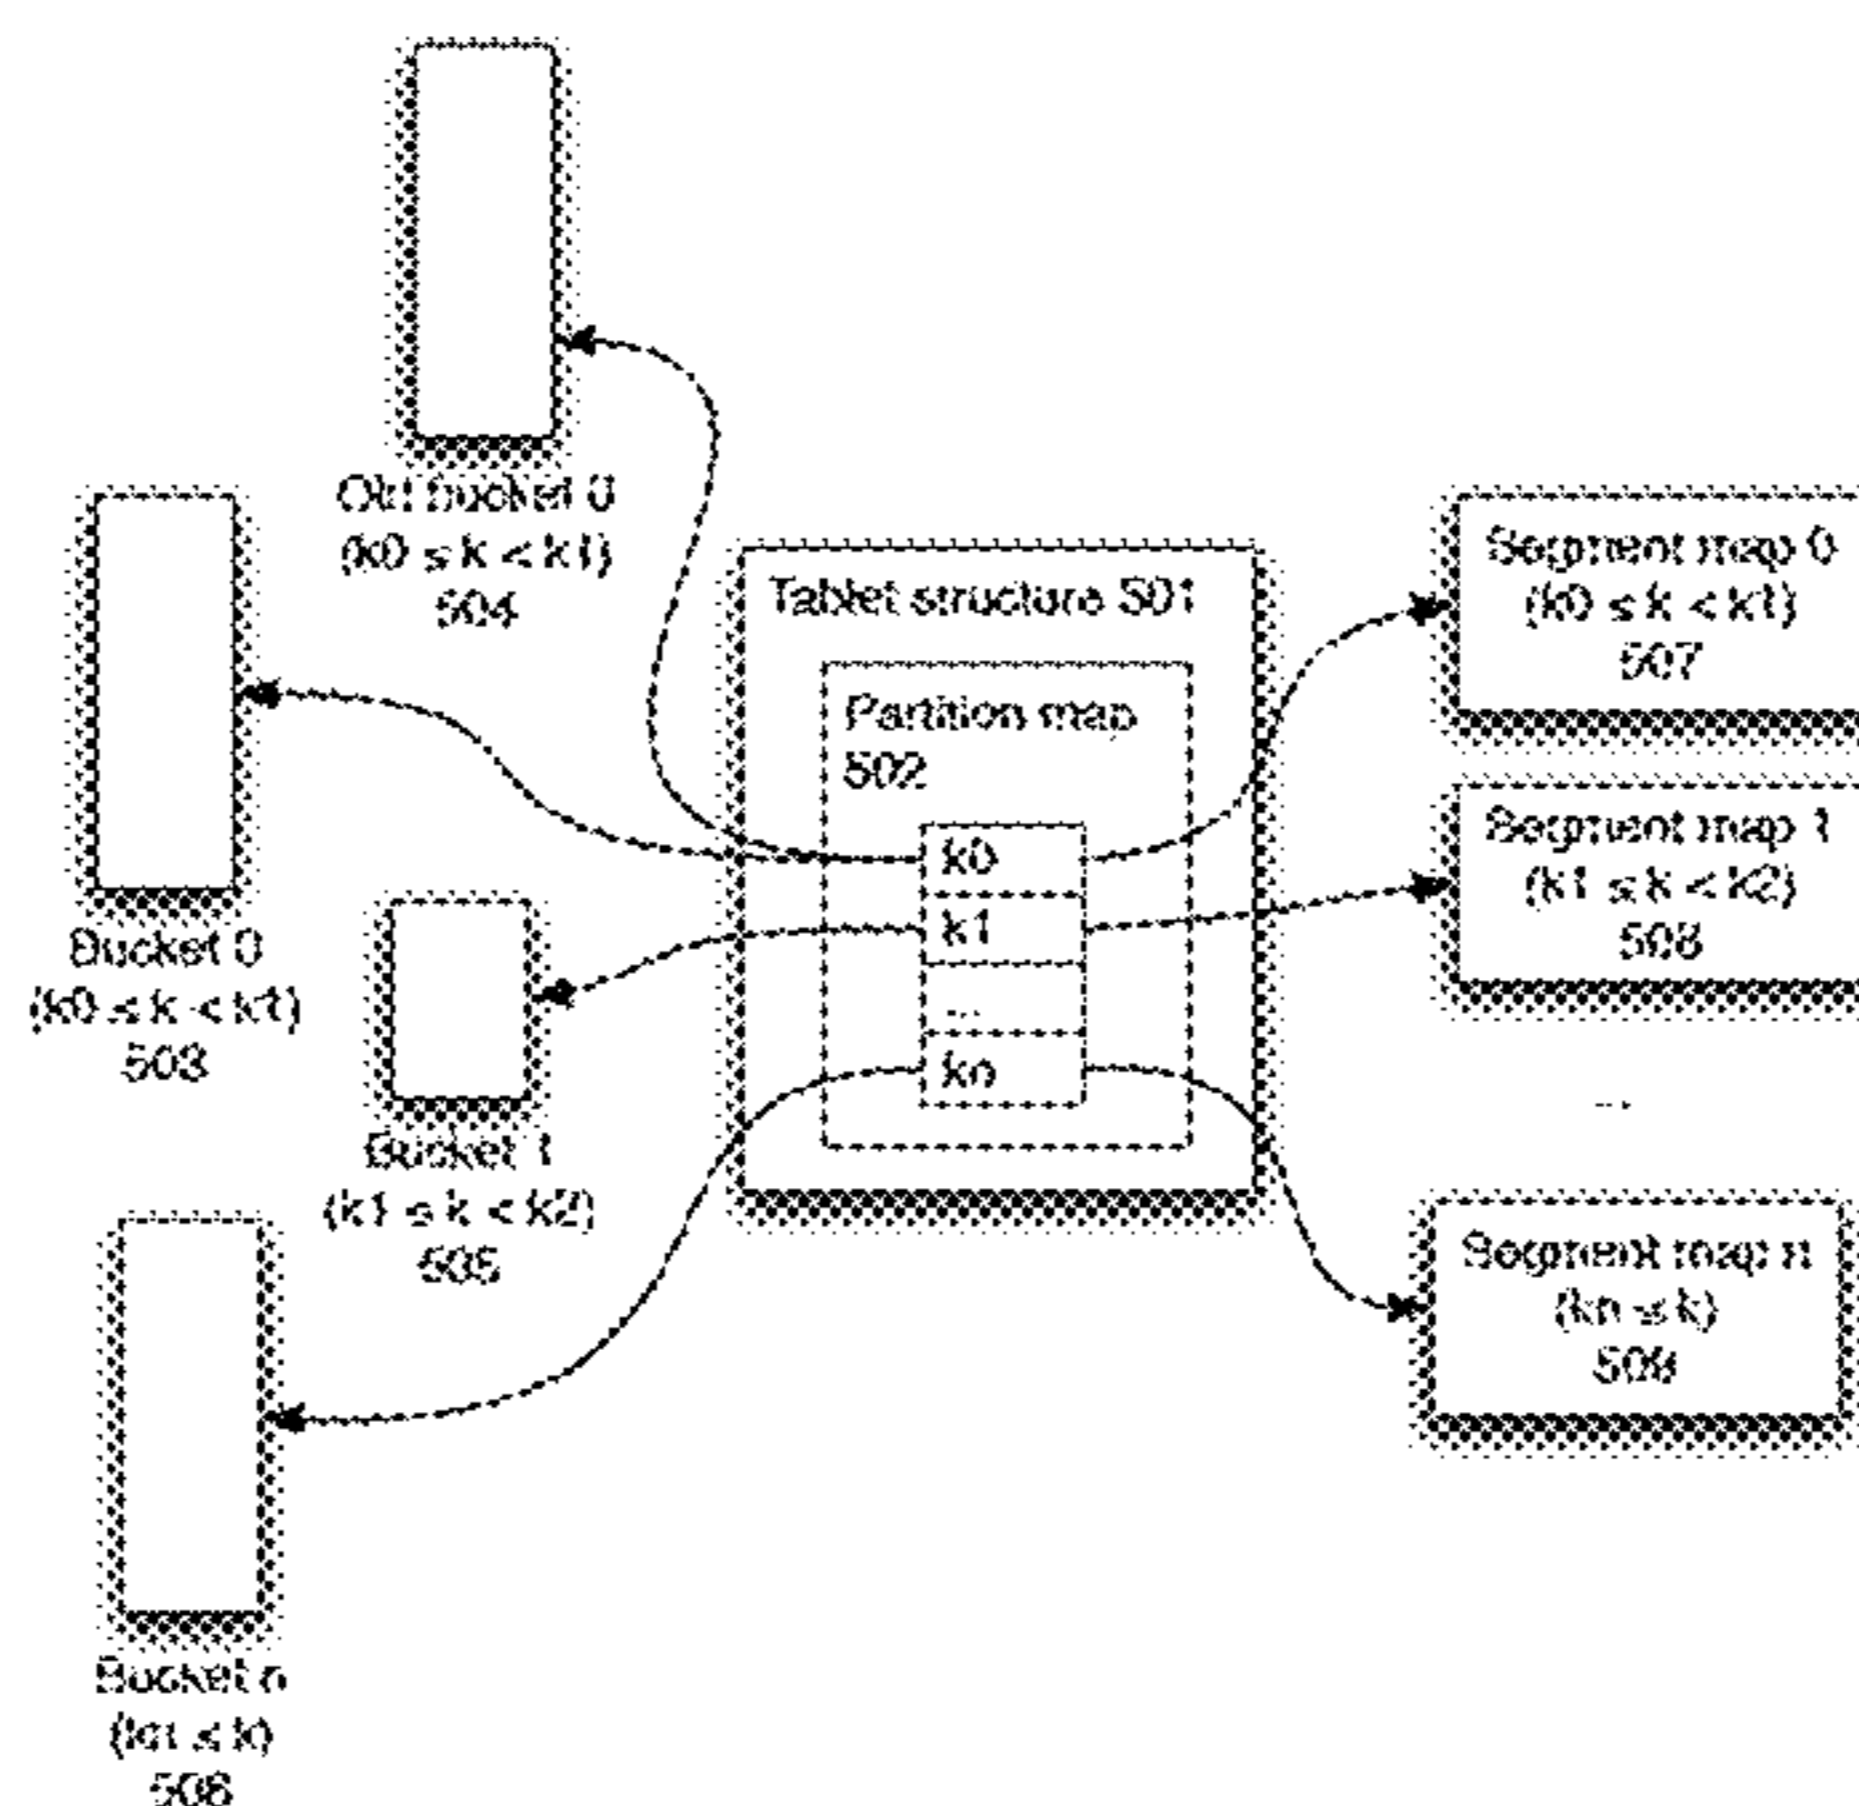 Old bucket 0
(k0 ≤ k < k1)
504
Bucket 0
(k0 ≤ k < k1)
503
Bucket 1
(k1 ≤ k < k2)
505
Bucket n
(kn ≤ k)
506
Tablet structure 501
Partition map
502
k0
k1
...
kn
Segment map 0
(k0 ≤ k < k1)
507
Segment map 1
(k1 ≤ k < k2)
508
...
Segment map n
(kn ≤ k)
509